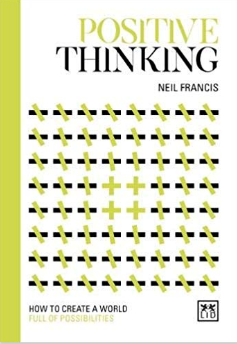 POSITIVE
THINKING
NEIL FRANCIS
HOW TO CREATE A WORLD
FULL OF POSSIBILITIES
LID